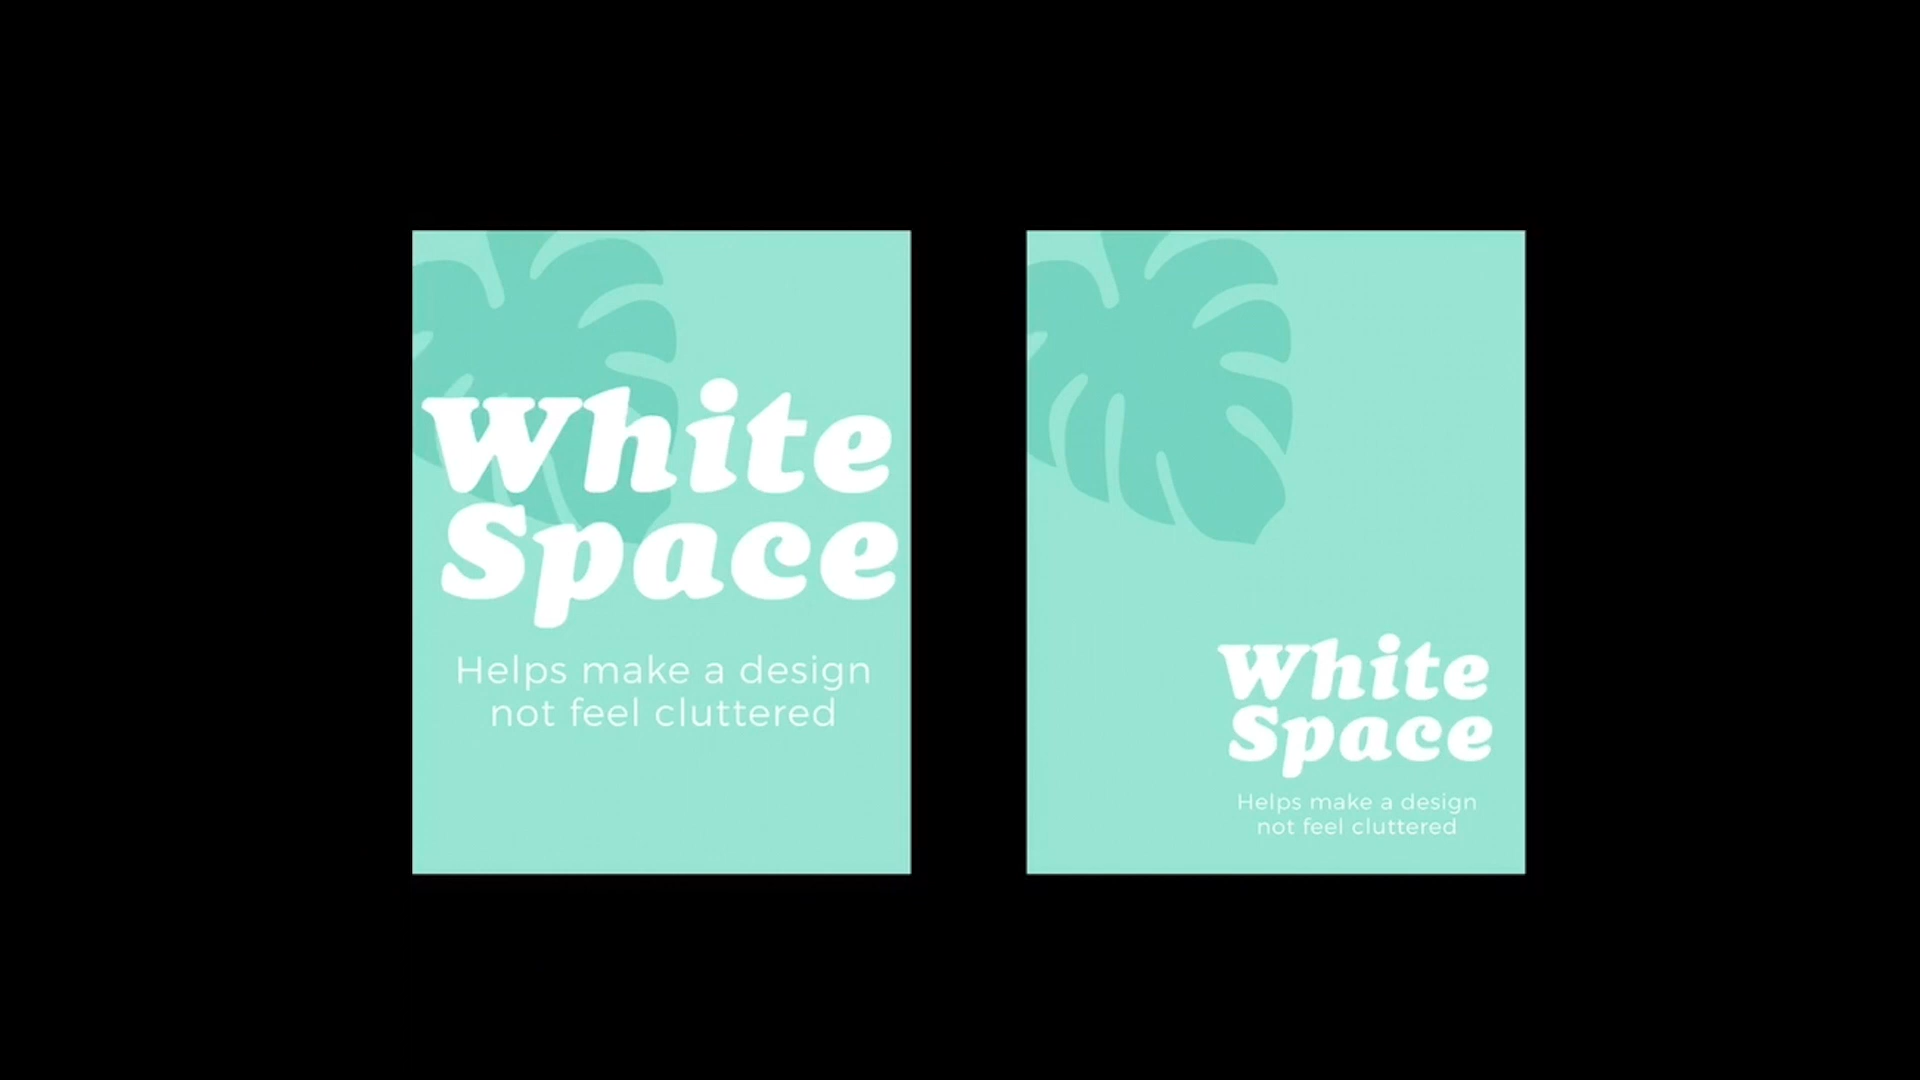 White
Space
Helps make a design
not feel cluttered
White
Space
Helps make a design
not feel cluttered